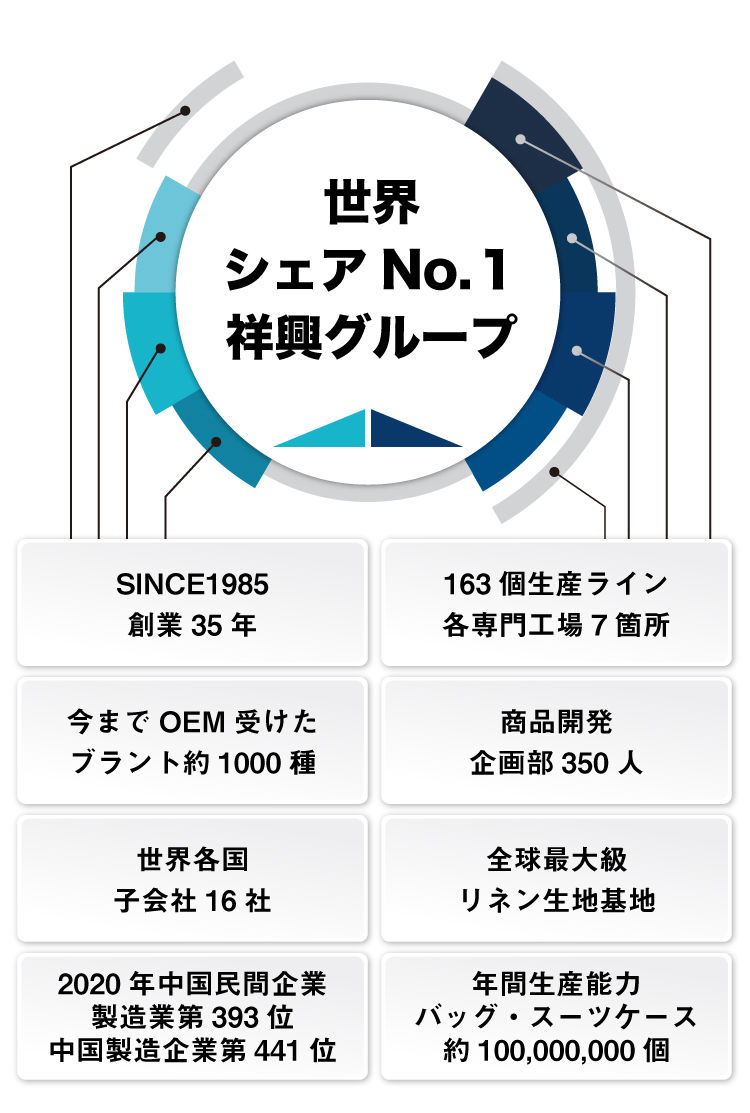 世界
シェア No. 1
祥興グループ
SINCE1985
創業 35 年
163 個生産ライン
各専門工場 7 箇所
今まで OEM 受けた
ブラント約 1000 種
商品開発
企画部 350 人
世界各国
子会社 16 社
全球最大級
リネン生地基地
2020 年中国民間企業
製造業第 393 位
中国製造企業第 441 位
年間生産能力
バッグ・スーツケース
約 100,000,000 個